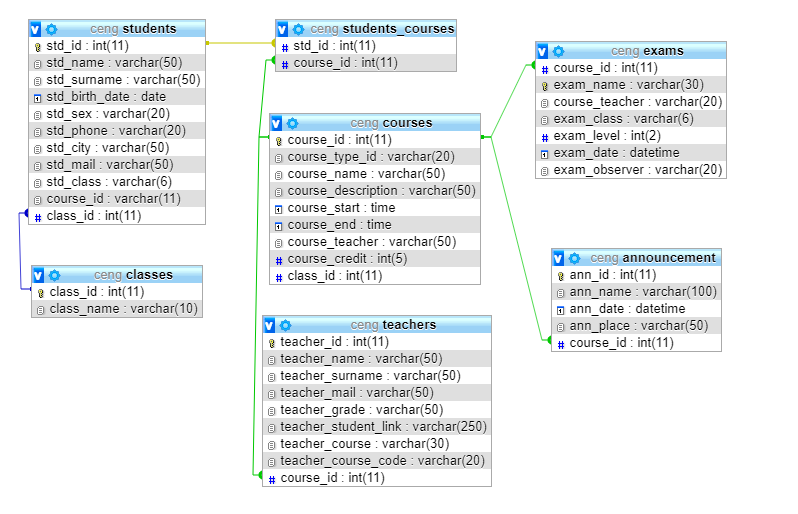 ceng students
std_id : int(11)
std_name : varchar(50)
std_surname : varchar(50)
std_birth_date : date
std_sex : varchar(20)
std_phone : varchar(20)
std_city : varchar(50)
std_mail : varchar(50)
std_class : varchar(6)
course_id : varchar(11)
class_id : int(11)
ceng classes
class_id : int(11)
class_name : varchar(10)
ceng students_courses
std_id : int(11)
course_id : int(11)
ceng courses
course_id : int(11)
course_type_id : varchar(20)
course_name : varchar(50)
course_description : varchar(50)
course_start : time
course_end : time
course_teacher : varchar(50)
course_credit : int(5)
class_id : int(11)
ceng teachers
teacher_id : int(11)
teacher_name : varchar(50)
teacher_surname : varchar(50)
teacher_mail : varchar(50)
teacher_grade : varchar(50)
teacher_student_link : varchar(250)
teacher_course : varchar(30)
teacher_course_code : varchar(20)
course_id : int(11)
ceng exams
course_id : int(11)
exam_name : varchar(30)
course_teacher : varchar(20)
exam_class : varchar(6)
exam_level : int(2)
exam_date : datetime
exam_observer : varchar(20)
ceng announcement
ann_id : int(11)
ann_name : varchar(100)
ann_date : datetime
ann_place : varchar(50)
course_id : int(11)